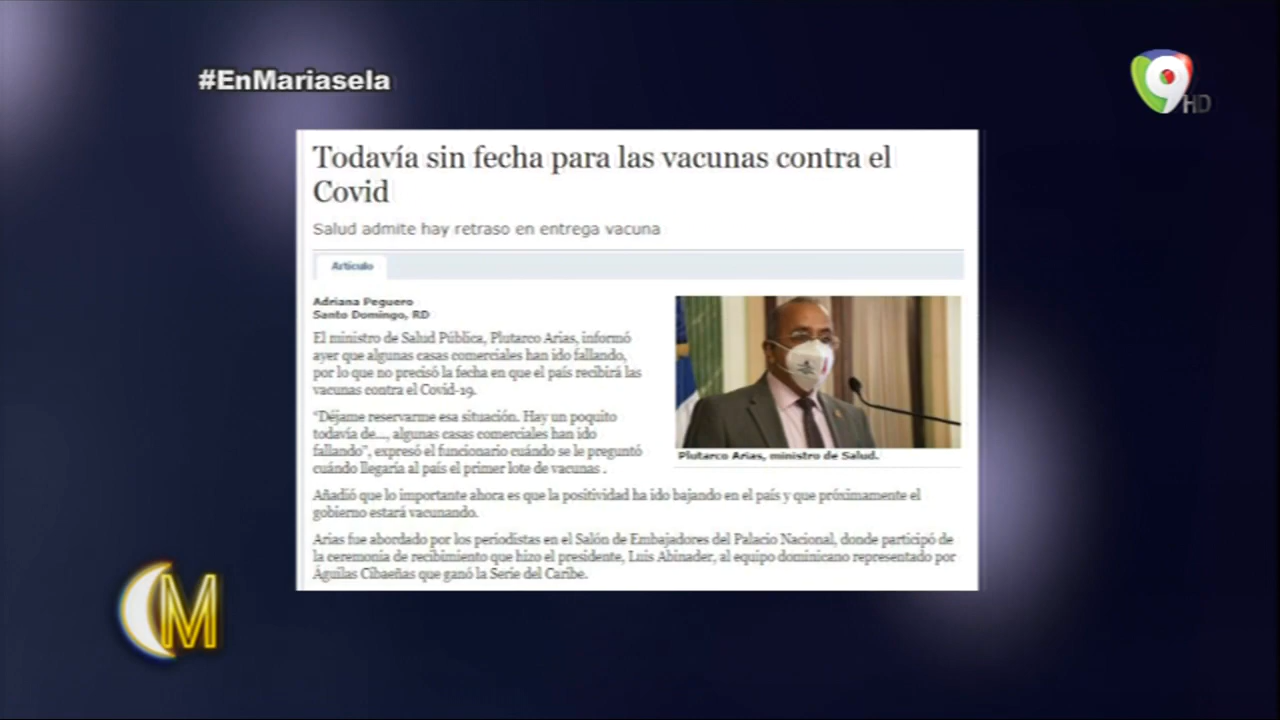 #EnMariasela
9 HD
Todavía sin fecha para las vacunas contra el
Covid
Salud admite hay retraso en entrega vacuna
Artículo
Adriana Peguero
Santo Domingo, RD
El ministro de Salud Pública, Plutarco Arias, informó
ayer que algunas casas comerciales han ido fallando,
por lo que no precisó la fecha en que el país recibirá las
vacunas contra el Covid-19.
"Déjame reservarme esa situación. Hay un poquito
todavía de..., algunas casas comerciales han ido
fallando", expresó el funcionario cuándo se le preguntó
cuándo llegaría al país el primer lote de vacunas .
Plutarco Arias, ministro de Salud.
Añadió que lo importante ahora es que la positividad ha ido bajando en el país y que próximamente el
gobierno estará vacunando.
Arias fue abordado por los periodistas en el Salón de Embajadores del Palacio Nacional, donde participó de
la ceremonia de recibimiento que hizo el presidente, Luis Abinader, al equipo dominicano representado por
Águilas Cibaeñas que ganó la Serie del Caribe.
M